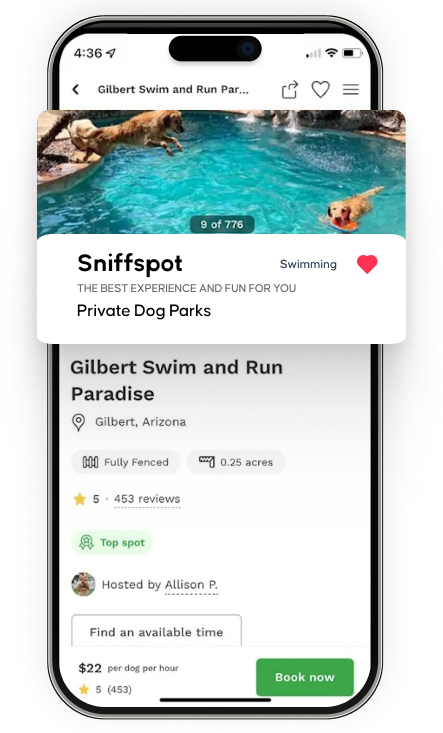 4:36
Gilbert Swim and Run Par...
9 of 776
Sniffspot
Swimming
THE BEST EXPERIENCE AND FUN FOR YOU
Private Dog Parks
Gilbert Swim and Run
Paradise
Gilbert, Arizona
Fully Fenced
0.25 acres
5 • 453 reviews
Top spot
Hosted by Allison P.
Find an available time
$22 per dog per hour
5 (453)
Book now